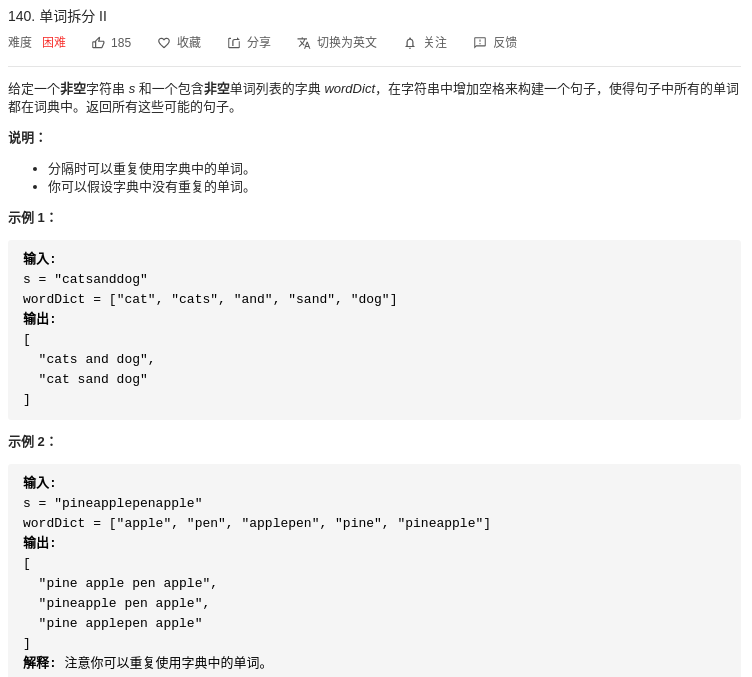 140. 单词拆分 II
难度 困难 185 收藏 分享 切换为英文 关注 反馈
给定一个非空字符串 s 和一个包含非空单词列表的字典 wordDict，在字符串中增加空格来构建一个句子，使得句子中所有的单词
都在词典中。返回所有这些可能的句子。
说明：
• 分隔时可以重复使用字典中的单词。
• 你可以假设字典中没有重复的单词。
示例 1：
输入:
s = "catsanddog"
wordDict = ["cat", "cats", "and", "sand", "dog"]
输出:
[
"cats and dog",
"cat sand dog"
]
示例 2：
输入:
s = "pineapplepenapple"
wordDict = ["apple", "pen", "applepen", "pine", "pineapple"]
输出:
[
"pine apple pen apple",
"pineapple pen apple",
"pine applepen apple"
]
解释: 注意你可以重复使用字典中的单词。